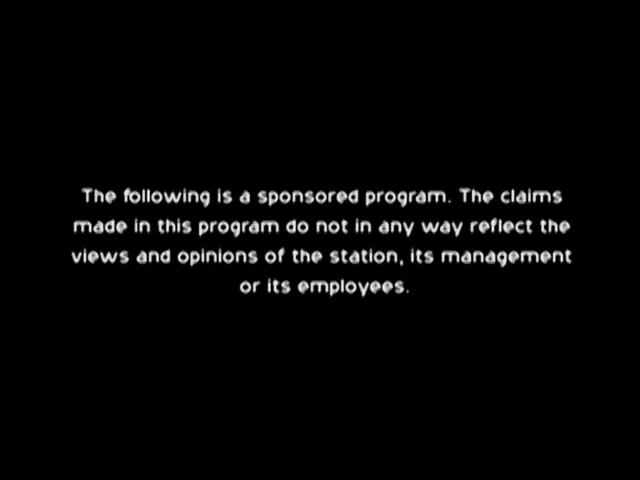 The following is a sponsored program. The claims
made in this program do not in any way reflect the
views and opinions of the station, its management
or its employees.